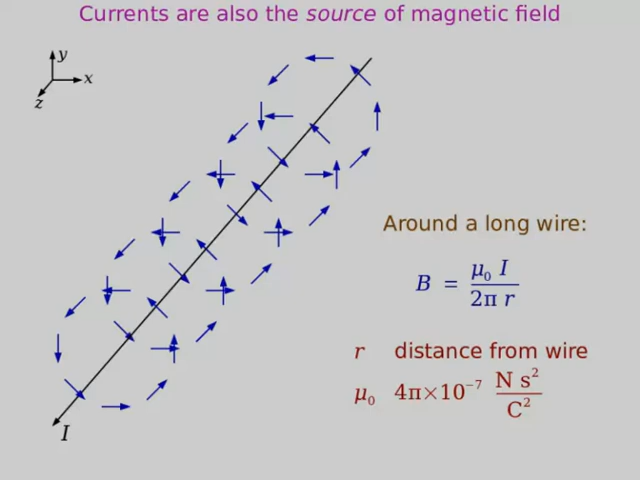 Currents are also the source of magnetic field
y
x
z
Around a long wire:
B = μ₀ I / 2π r
r distance from wire
μ₀ 4π×10⁻⁷ N s² / C²
I